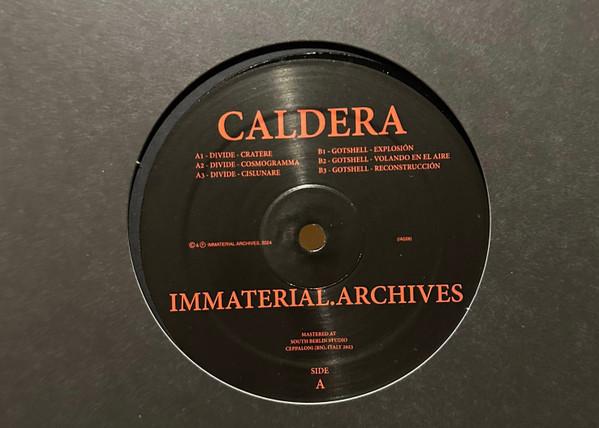 CALDERA
A1 - DIVIDE - CRATERE
A2 - DIVIDE - COSMOGRAMMA
A3 - DIVIDE - CISLUNARE
B1 - GOTSHELL - EXPLOSIÓN
B2 - GOTSHELL - VOLANDO EN EL AIRE
B3 - GOTSHELL - RECONSTRUCCIÓN
©& ℗ IMMATERIAL ARCHIVES, 2024
IMMATERIAL.ARCHIVES
MASTERED AT
SOUTH BERLIN STUDIO
CEPPALONI (BN), ITALY 2023
SIDE
A